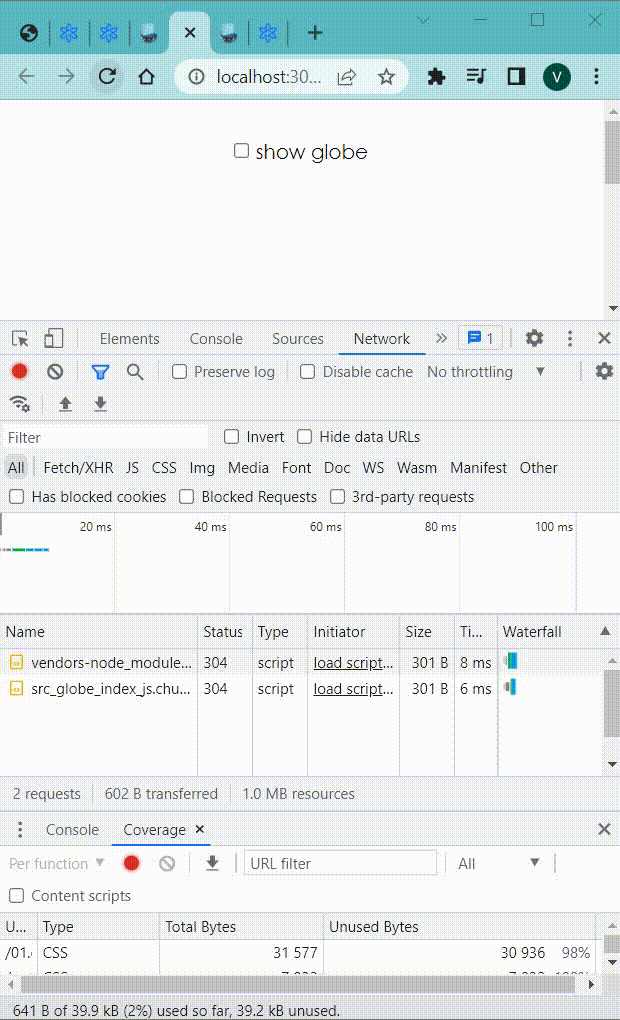 localhost:30...
V
show globe
Elements Console Sources Network 1
Preserve log Disable cache No throttling
Filter Invert Hide data URLs
All Fetch/XHR JS CSS Img Media Font Doc WS Wasm Manifest Other
Has blocked cookies Blocked Requests 3rd-party requests
20 ms 40 ms 60 ms 80 ms 100 ms
Name Status Type Initiator Size Ti... Waterfall
vendors-node_module... 304 script load script... 301 B 8 ms
src_globe_index_js.chu... 304 script load script... 301 B 6 ms
2 requests 602 B transferred 1.0 MB resources
Console Coverage
Per function URL filter All
Content scripts
U... Type Total Bytes Unused Bytes
/01. CSS 31 577 30 936 98%
CSS
641 B of 39.9 kB (2%) used so far, 39.2 kB unused.